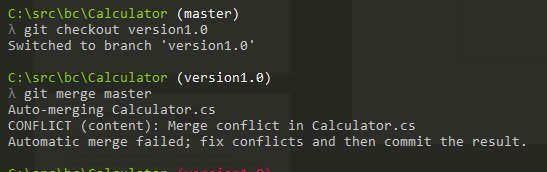 C:\src\bc\Calculator (master)
λ git checkout version1.0
Switched to branch 'version1.0'
C:\src\bc\Calculator (version1.0)
λ git merge master
Auto-merging Calculator.cs
CONFLICT (content): Merge conflict in Calculator.cs
Automatic merge failed; fix conflicts and then commit the result.